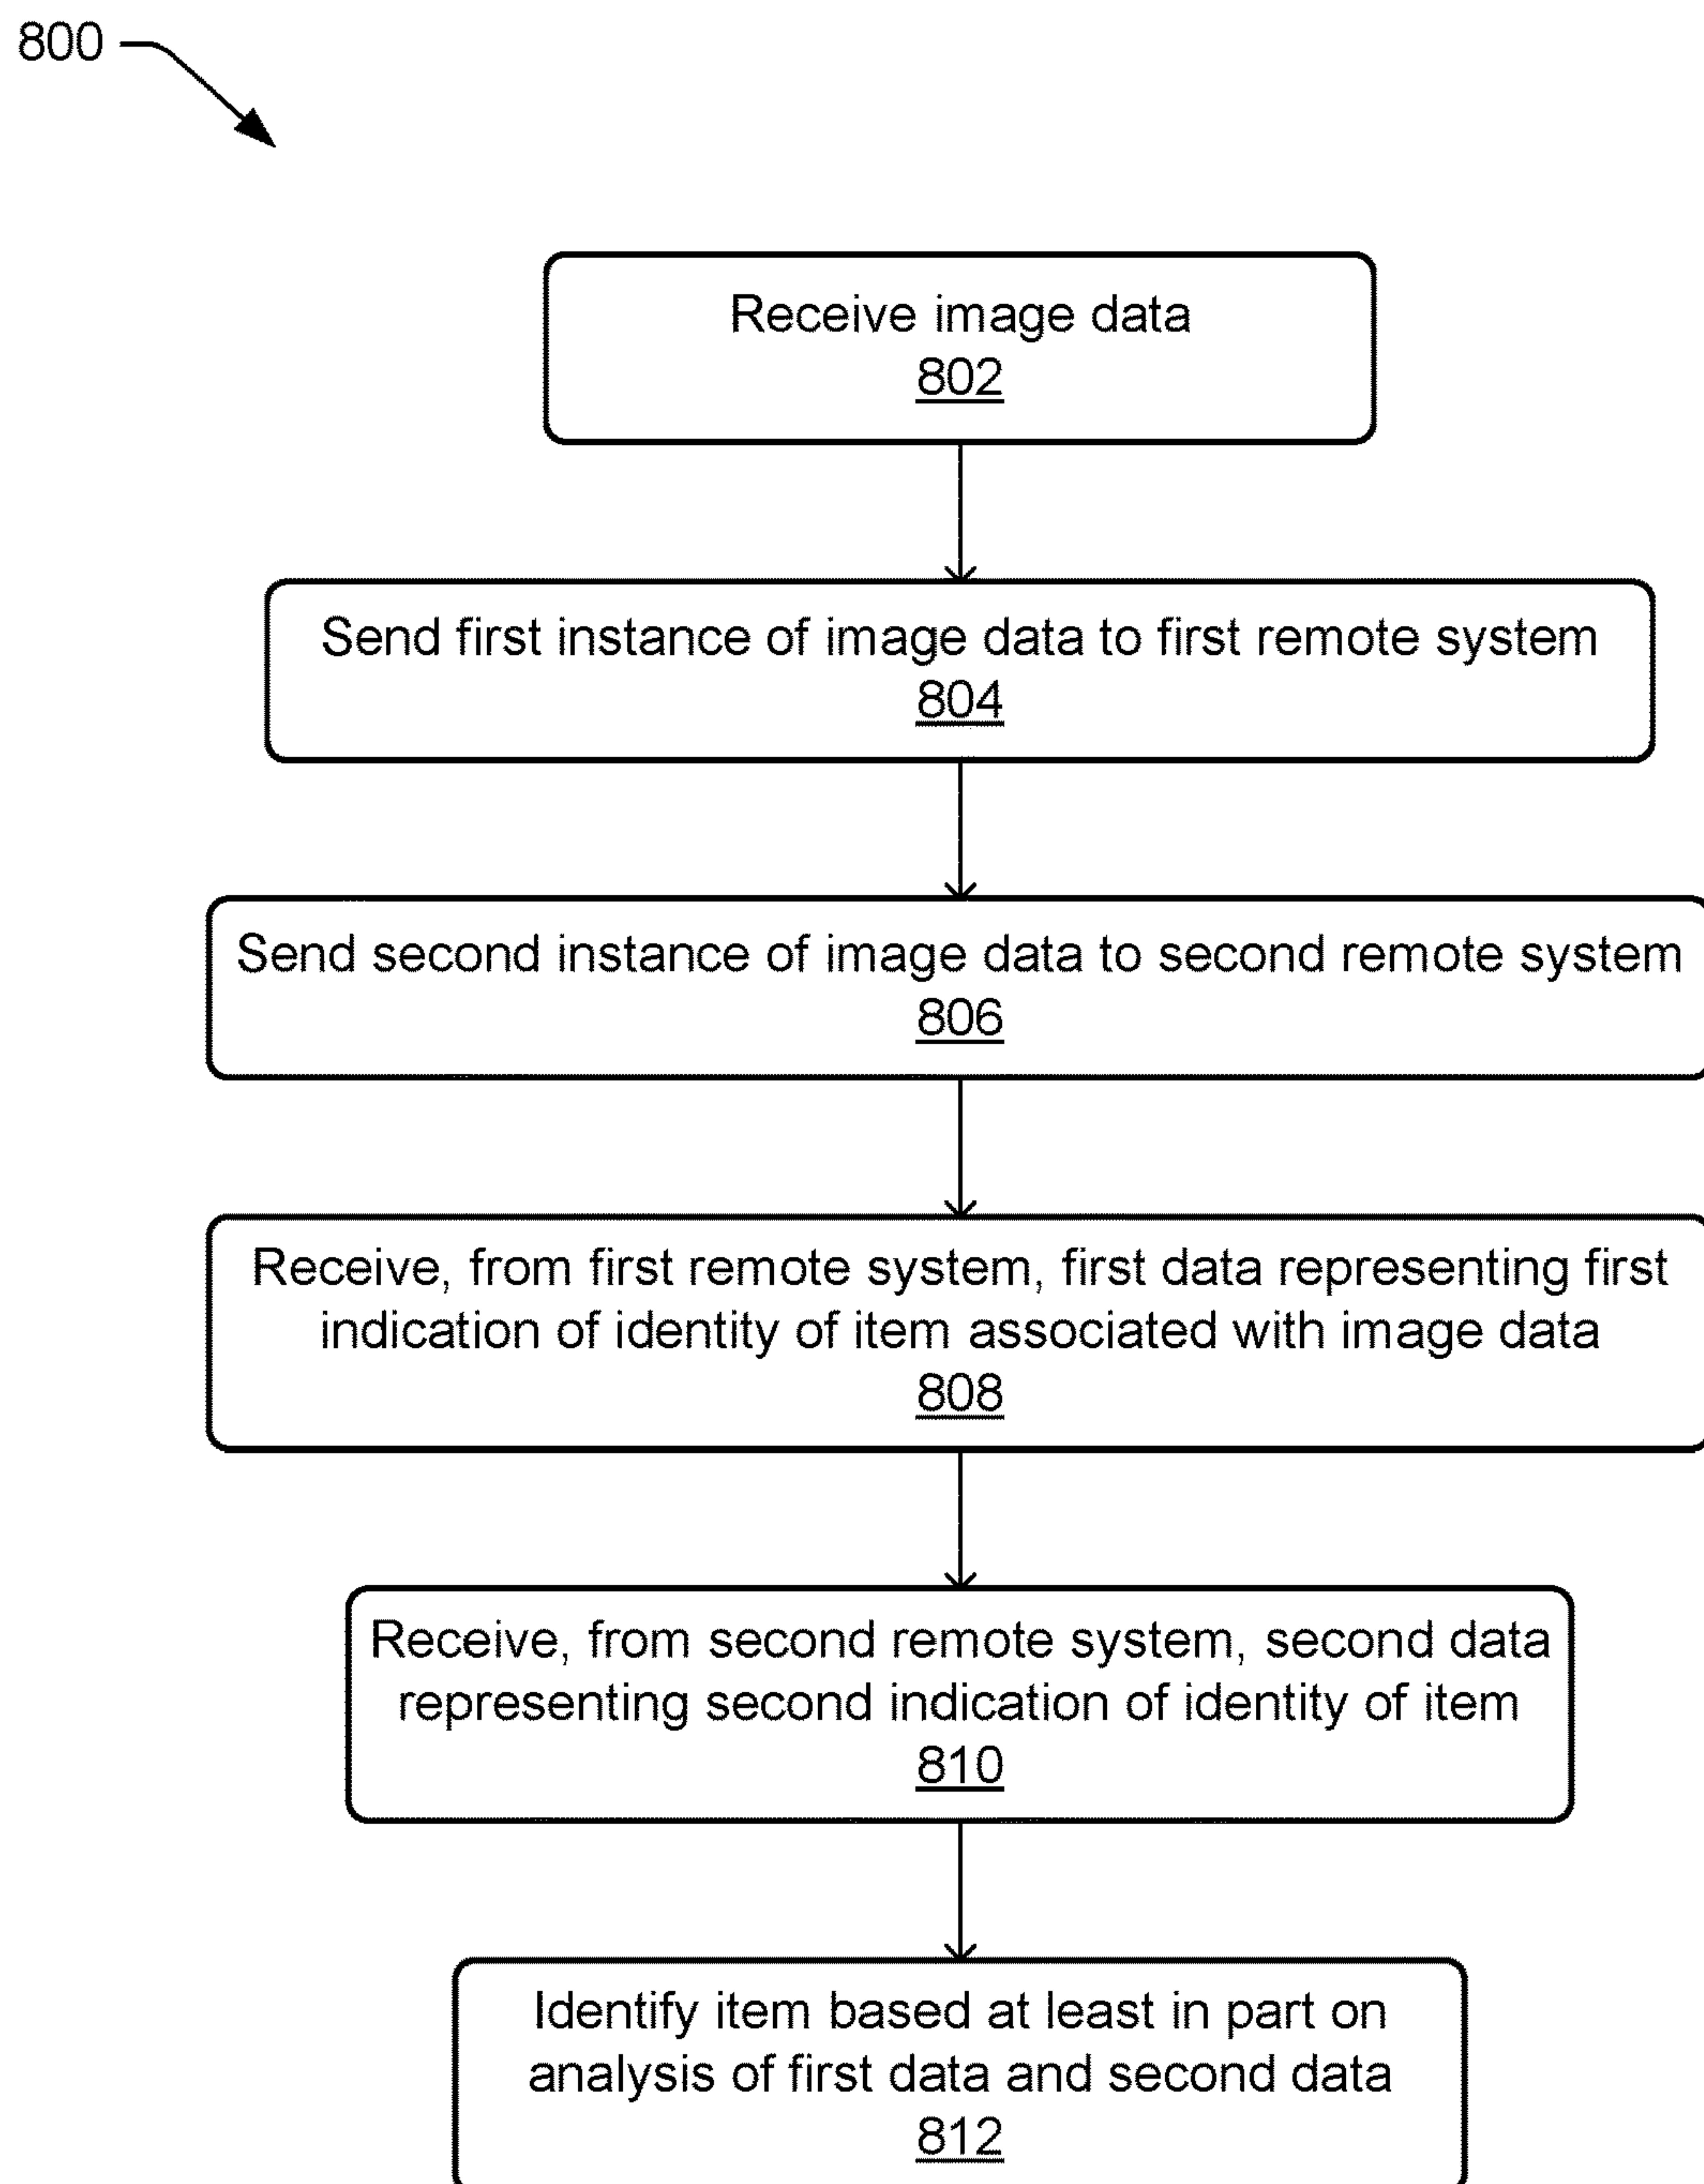 800
Receive image data
802
Send first instance of image data to first remote system
804
Send second instance of image data to second remote system
806
Receive, from first remote system, first data representing first
indication of identity of item associated with image data
808
Receive, from second remote system, second data
representing second indication of identity of item
810
Identify item based at least in part on
analysis of first data and second data
812